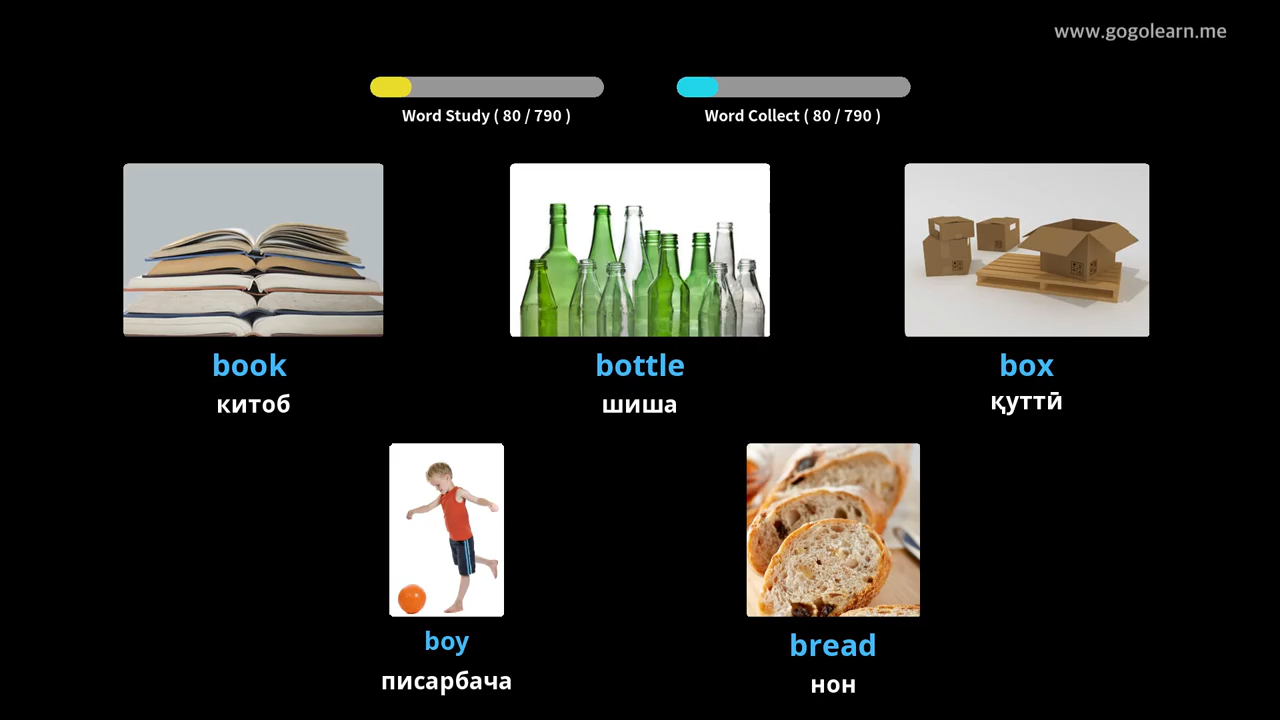 www.gogolearn.me
Word Study ( 80 / 790 )
Word Collect ( 80 / 790 )
book
bottle
box
китоб
шиша
қуттӣ
boy
bread
писарбача
нон